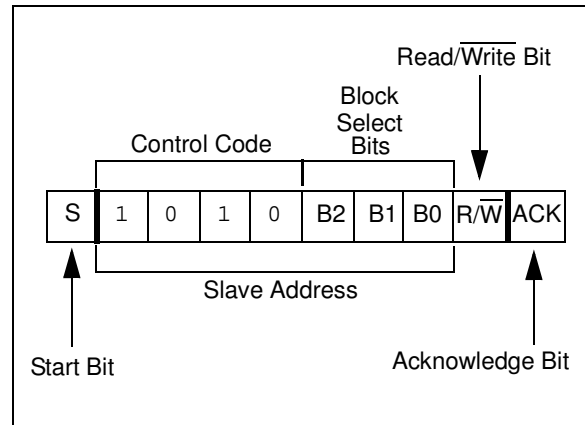 Read/Write Bit
Block
Select
Bits
Control Code
S 1 0 1 0 B2 B1 B0 R/W ACK
Slave Address
Start Bit
Acknowledge Bit